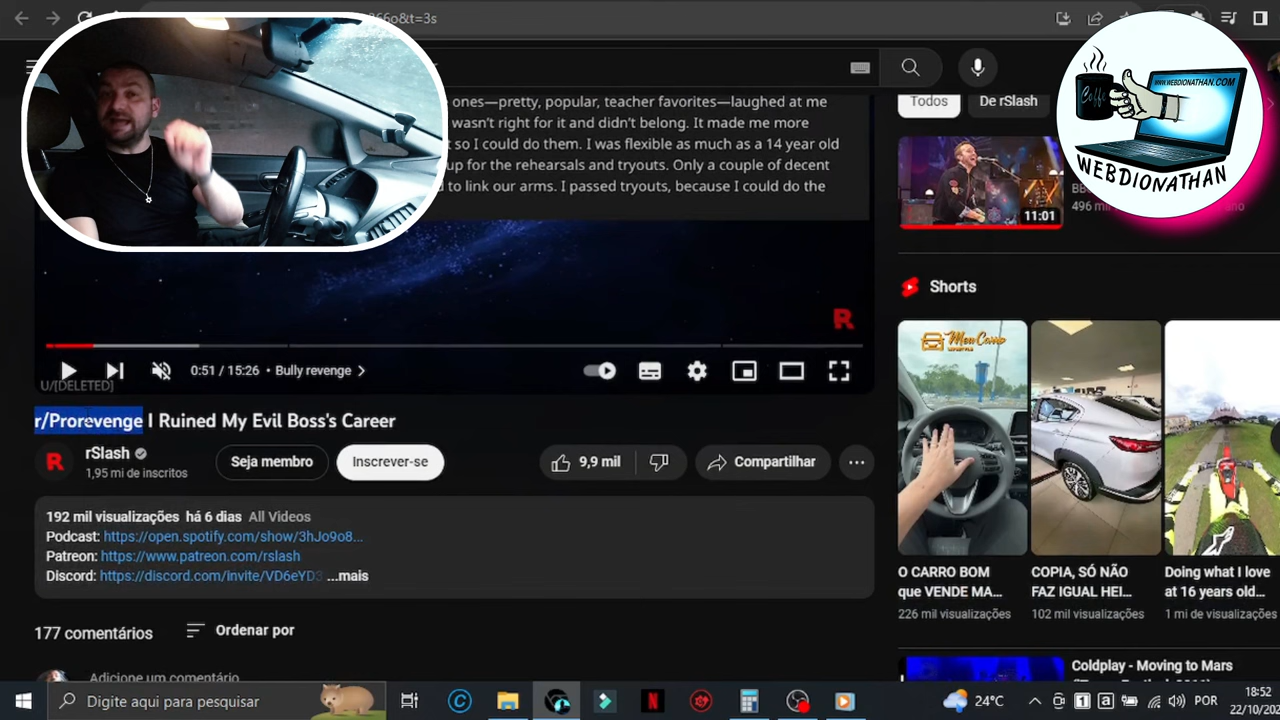 366o&t=3s
ones—pretty, popular, teacher favorites—laughed at me
wasn't right for it and didn't belong. It made me more
t so I could do them. I was flexible as much as a 14 year old
up for the rehearsals and tryouts. Only a couple of decent
to link our arms. I passed tryouts, because I could do the
R
0:51 / 15:26 • Bully revenge >
U/[DELETED]
r/Prorevenge I Ruined My Evil Boss's Career
R
rSlash
1,95 mi de inscritos
Seja membro
Inscrever-se
9,9 mil
Compartilhar
192 mil visualizações há 6 dias All Videos
Podcast: https://open.spotify.com/show/3hJo9o8...
Patreon: https://www.patreon.com/rslash
Discord: https://discord.com/invite/VD6eYD3 ...mais
177 comentários
Ordenar por
Adicione um comentário
Todos
De rSlash
11:01
496 mi
ano
Coffe
WWW.WEBDIONATHAN.COM
WEBDIONATHAN
Shorts
MeuCarro
O CARRO BOM
que VENDE MA...
226 mil visualizações
COPIA, SÓ NÃO
FAZ IGUAL HEI...
102 mil visualizações
Doing what I love
at 16 years old...
1 mi de visualizações
Coldplay - Moving to Mars
Digite aqui para pesquisar
24°C
POR
18:52
22/10/202